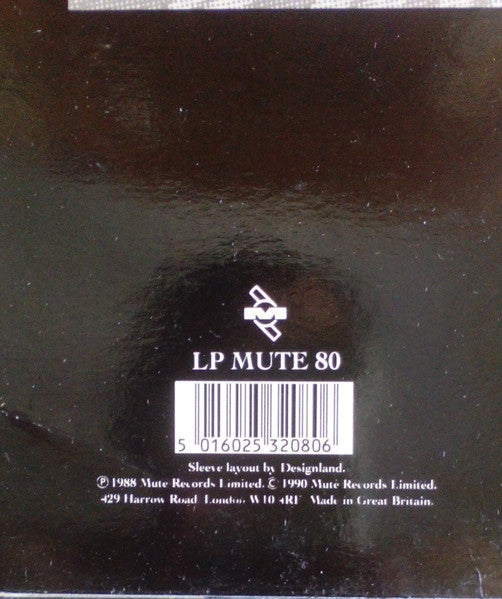 M
LP MUTE 80
5 016025 320806
Sleeve layout by Designland.
℗ 1988 Mute Records Limited. © 1990 Mute Records Limited.
429 Harrow Road London W10 4RE Made in Great Britain.